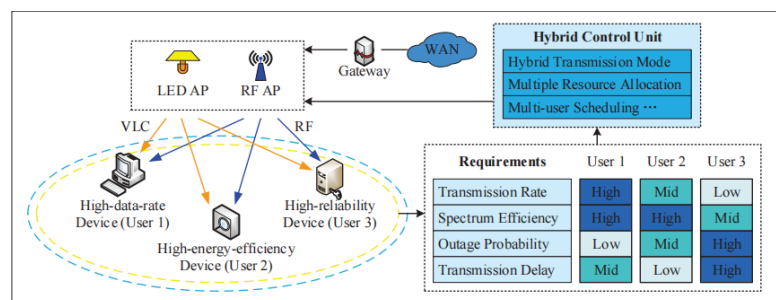 WAN
Gateway
LED AP
RF AP
VLC
RF
High-data-rate
Device (User 1)
High-energy-efficiency
Device (User 2)
High-reliability
Device (User 3)
Hybrid Control Unit
Hybrid Transmission Mode
Multiple Resource Allocation
Multi-user Scheduling ⋯
Requirements User 1 User 2 User 3
Transmission Rate High Mid Low
Spectrum Efficiency High High Mid
Outage Probability Low Mid High
Transmission Delay Mid Low High